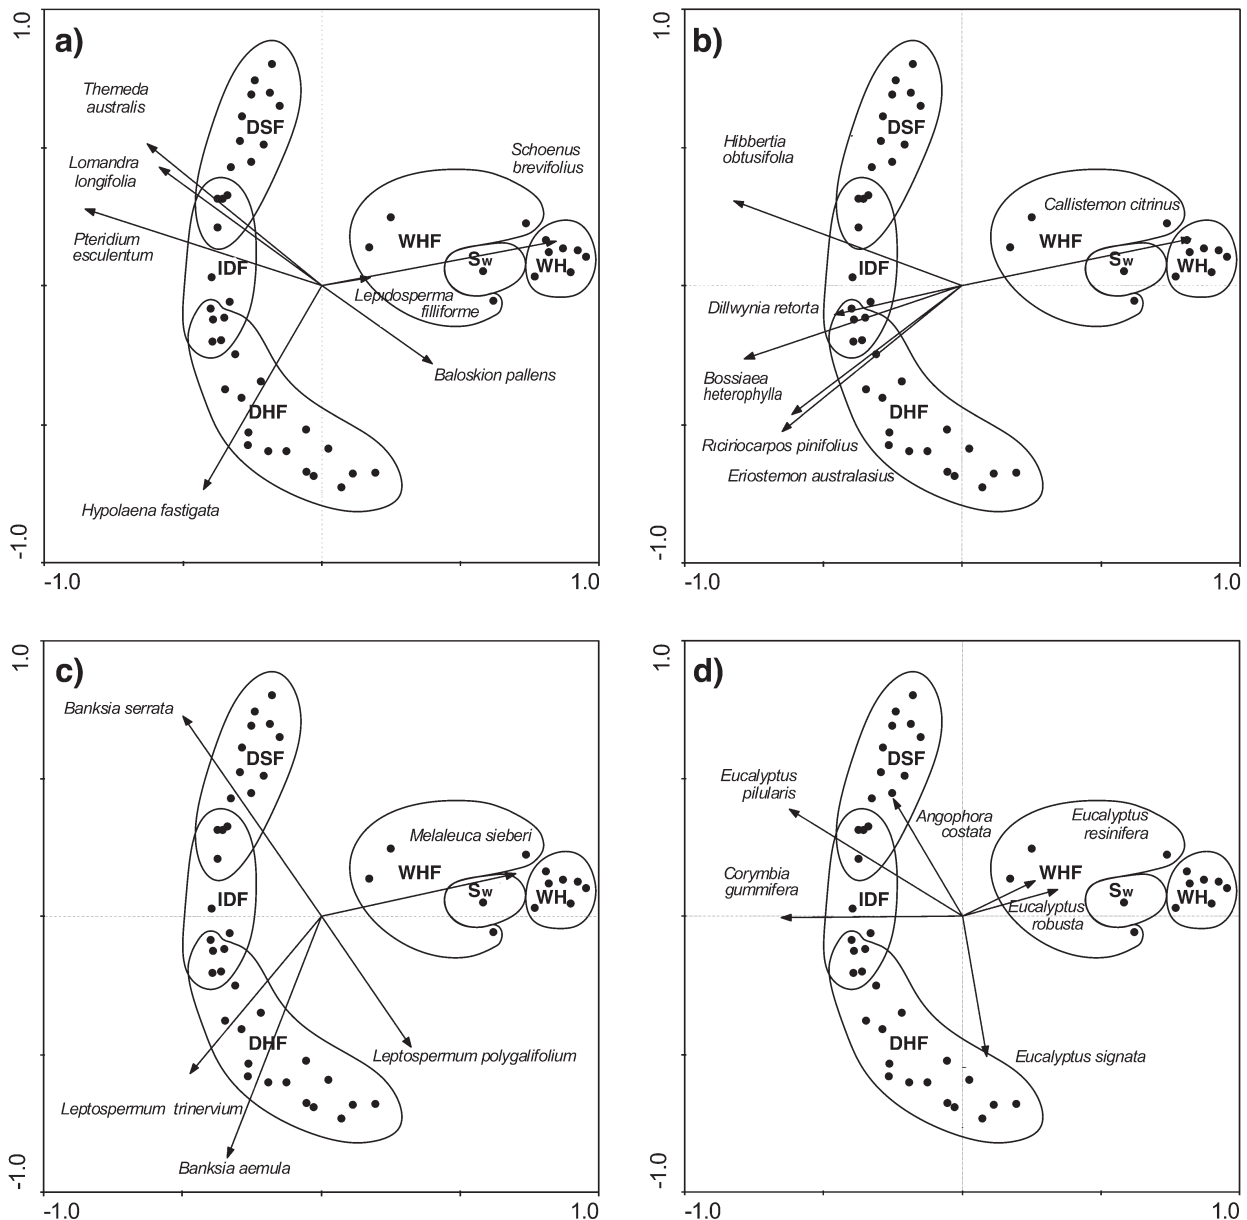 a)
1.0
Themeda
australis
Lomandra
longifolia
Pteridium
esculentum
DSF
IDF
DHF
WHF
Sw
WH
Schoenus
brevifolius
Lepidosperma
filliforme
Baloskion pallens
Hypolaena fastigata
-1.0
-1.0
1.0
b)
1.0
Hibbertia
obtusifolia
DSF
Callistemon citrinus
WHF
Sw
WH
IDF
Dillwynia retorta
Bossiaea
heterophylla
DHF
Ricinocarpos pinifolius
Eriostemon australasius
-1.0
-1.0
1.0
c)
1.0
Banksia serrata
DSF
Melaleuca sieberi
WHF
Sw
WH
IDF
DHF
Leptospermum polygalifolium
Leptospermum trinervium
Banksia aemula
-1.0
-1.0
1.0
d)
1.0
DSF
Eucalyptus
pilularis
Angophora
costata
Eucalyptus
resinifera
WHF
Corymbia
gummifera
IDF
Sw
WH
Eucalyptus
robusta
DHF
Eucalyptus signata
-1.0
-1.0
1.0